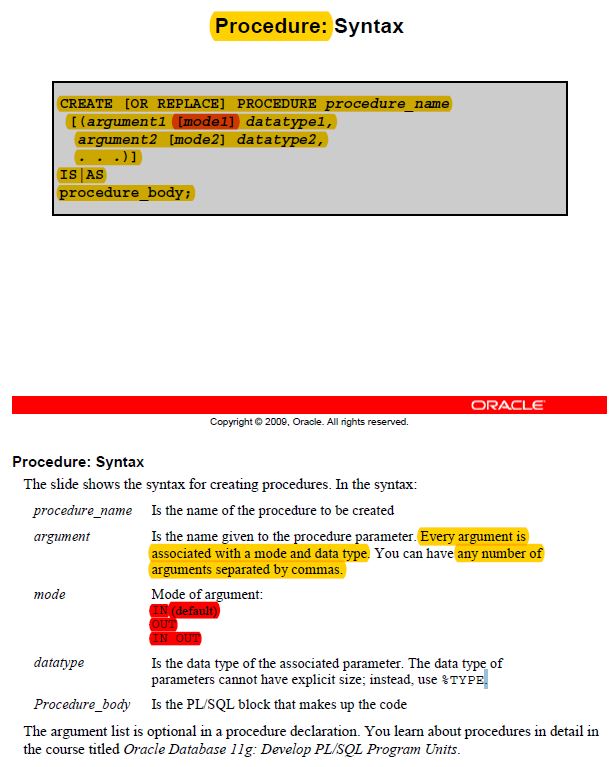 Procedure: Syntax
CREATE [OR REPLACE] PROCEDURE procedure_name
[(argument1 [mode1] datatype1,
argument2 [mode2] datatype2,
. . .)]
IS|AS
procedure_body;
ORACLE
Copyright © 2009, Oracle. All rights reserved.
Procedure: Syntax
The slide shows the syntax for creating procedures. In the syntax:
procedure_name Is the name of the procedure to be created
argument Is the name given to the procedure parameter. Every argument is
associated with a mode and data type. You can have any number of
arguments separated by commas.
mode Mode of argument:
IN (default)
OUT
IN OUT
datatype Is the data type of the associated parameter. The data type of
parameters cannot have explicit size; instead, use %TYPE.
Procedure_body Is the PL/SQL block that makes up the code
The argument list is optional in a procedure declaration. You learn about procedures in detail in
the course titled Oracle Database 11g: Develop PL/SQL Program Units.